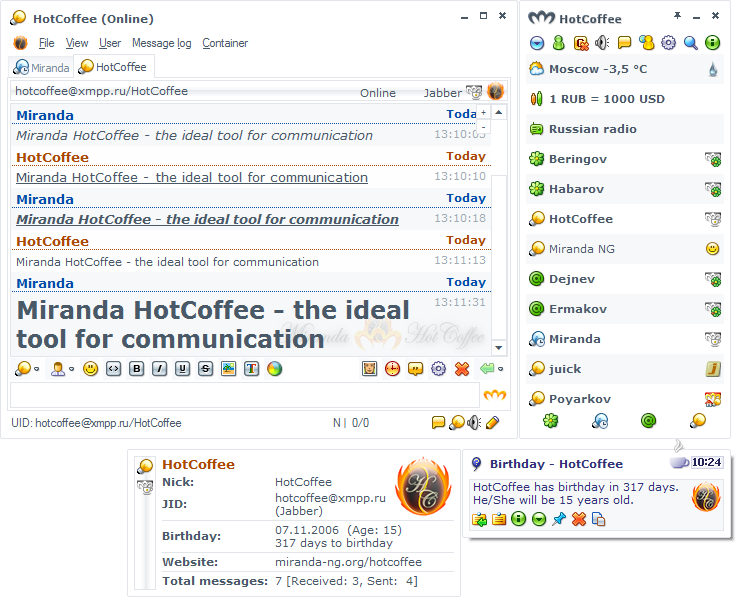 HotCoffee (Online)
File View User Message log Container
Miranda HotCoffee
hotcoffee@xmpp.ru/HotCoffee Online Jabber
Miranda Today
Miranda HotCoffee - the ideal tool for communication 13:10:03
HotCoffee Today
Miranda HotCoffee - the ideal tool for communication 13:10:10
Miranda Today
Miranda HotCoffee - the ideal tool for communication 13:10:18
HotCoffee Today
Miranda HotCoffee - the ideal tool for communication 13:11:13
Miranda Today
Miranda HotCoffee - the ideal 13:11:31
tool for communication
Miranda HotCoffee
UID: hotcoffee@xmpp.ru/HotCoffee N | 0/0
HotCoffee
Moscow -3,5 °C
1 RUB = 1000 USD
Russian radio
Beringov
Habarov
HotCoffee
Miranda NG
Dejnev
Ermakov
Miranda
juick
Poyarkov
10:24
HotCoffee
Nick: HotCoffee
JID: hotcoffee@xmpp.ru
(Jabber)
Birthday: 07.11.2006 (Age: 15)
317 days to birthday
Website: miranda-ng.org/hotcoffee
Total messages: 7 [Received: 3, Sent: 4]
Birthday - HotCoffee
HotCoffee has birthday in 317 days.
He/She will be 15 years old.